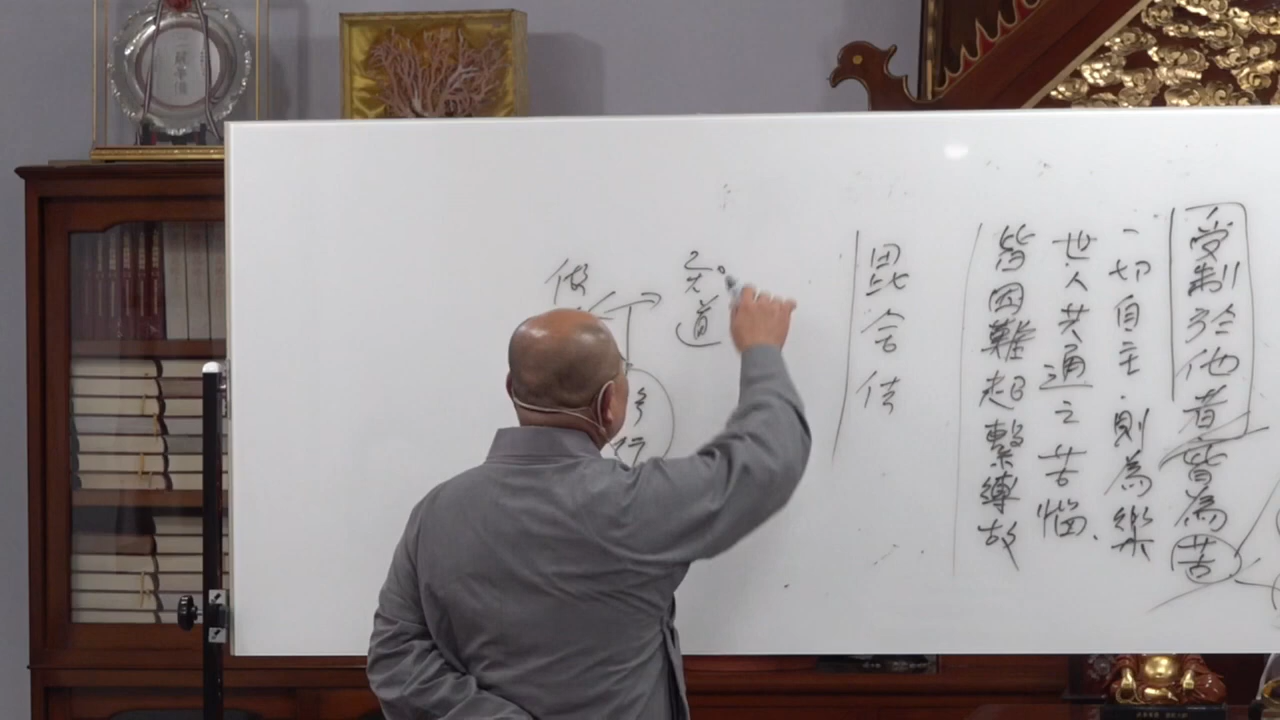 受制於他者皆為苦
一切自主則為樂
世人共通之苦惱、
皆因難超繫縛故
毘舍佉
道
做